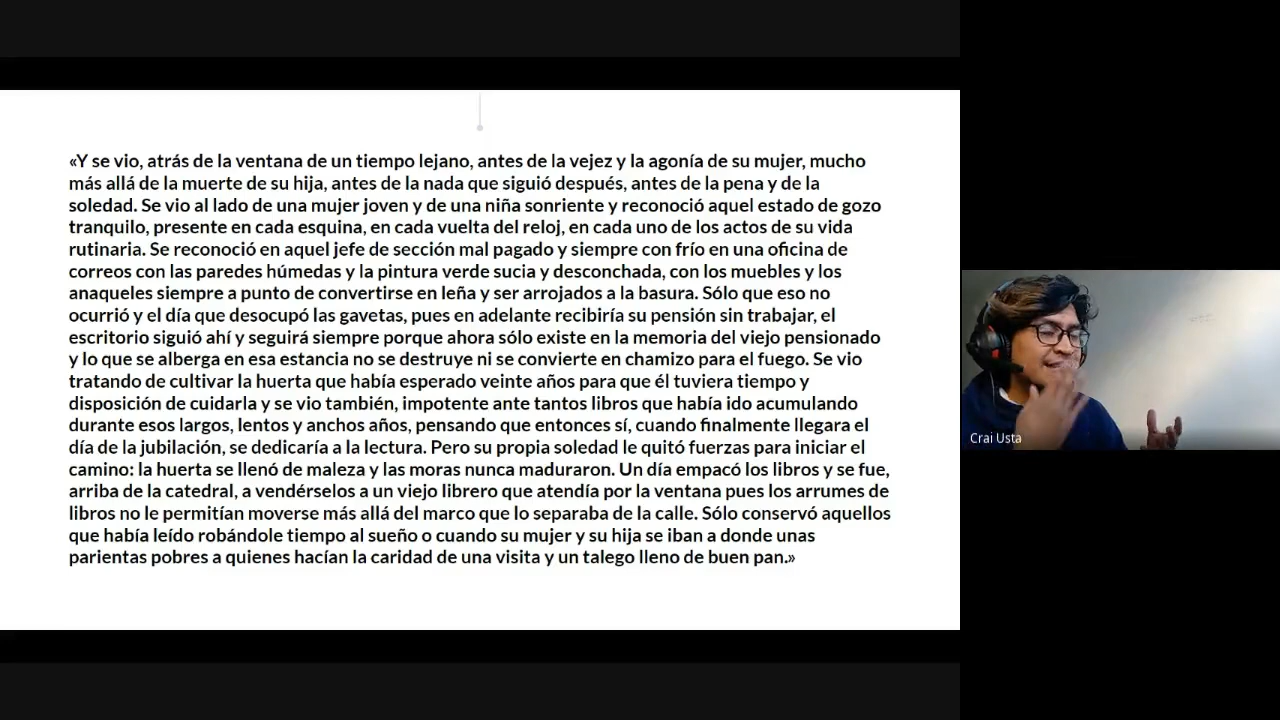 «Y se vio, atrás de la ventana de un tiempo lejano, antes de la vejez y la agonía de su mujer, mucho
más allá de la muerte de su hija, antes de la nada que siguió después, antes de la pena y de la
soledad. Se vio al lado de una mujer joven y de una niña sonriente y reconoció aquel estado de gozo
tranquilo, presente en cada esquina, en cada vuelta del reloj, en cada uno de los actos de su vida
rutinaria. Se reconoció en aquel jefe de sección mal pagado y siempre con frío en una oficina de
correos con las paredes húmedas y la pintura verde sucia y desconchada, con los muebles y los
anaqueles siempre a punto de convertirse en leña y ser arrojados a la basura. Sólo que eso no
ocurrió y el día que desocupó las gavetas, pues en adelante recibiría su pensión sin trabajar, el
escritorio siguió ahí y seguirá siempre porque ahora sólo existe en la memoria del viejo pensionado
y lo que se alberga en esa estancia no se destruye ni se convierte en chamizo para el fuego. Se vio
tratando de cultivar la huerta que había esperado veinte años para que él tuviera tiempo y
disposición de cuidarla y se vio también, impotente ante tantos libros que había ido acumulando
durante esos largos, lentos y anchos años, pensando que entonces sí, cuando finalmente llegara el
día de la jubilación, se dedicaría a la lectura. Pero su propia soledad le quitó fuerzas para iniciar el
camino: la huerta se llenó de maleza y las moras nunca maduraron. Un día empacó los libros y se fue,
arriba de la catedral, a vendérselos a un viejo librero que atendía por la ventana pues los arrumes de
libros no le permitían moverse más allá del marco que lo separaba de la calle. Sólo conservó aquellos
que había leído robándole tiempo al sueño o cuando su mujer y su hija se iban a donde unas
parientas pobres a quienes hacían la caridad de una visita y un talego lleno de buen pan.»
Crai Usta